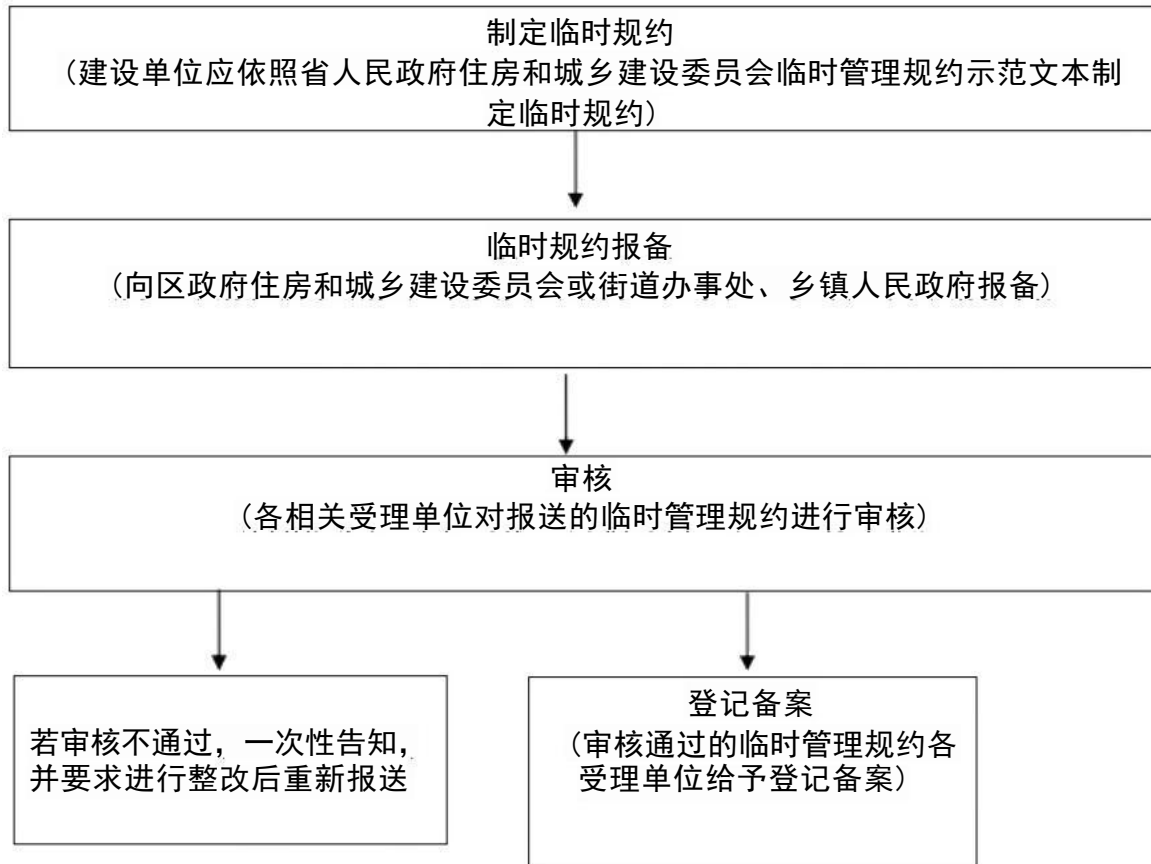 制定临时规约
(建设单位应依照省人民政府住房和城乡建设委员会临时管理规约示范文本制
定临时规约)
临时规约报备
(向区政府住房和城乡建设委员会或街道办事处、乡镇人民政府报备)
审核
(各相关受理单位对报送的临时管理规约进行审核)
若审核不通过，一次性告知，
并要求进行整改后重新报送
登记备案
(审核通过的临时管理规约各
受理单位给予登记备案)